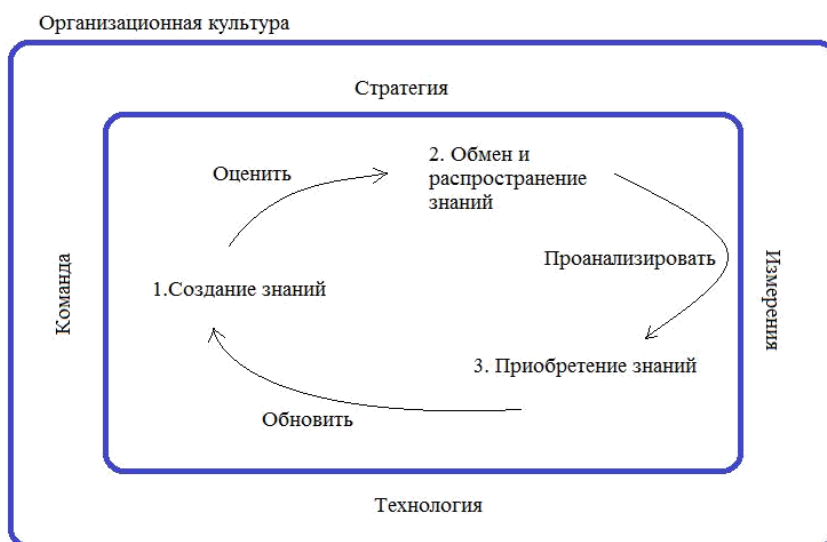 Организационная культура
Стратегия
Оценить
2. Обмен и
распространение
знаний
Проанализировать
Команда
1.Создание знаний
Измерения
3. Приобретение знаний
Обновить
Технология